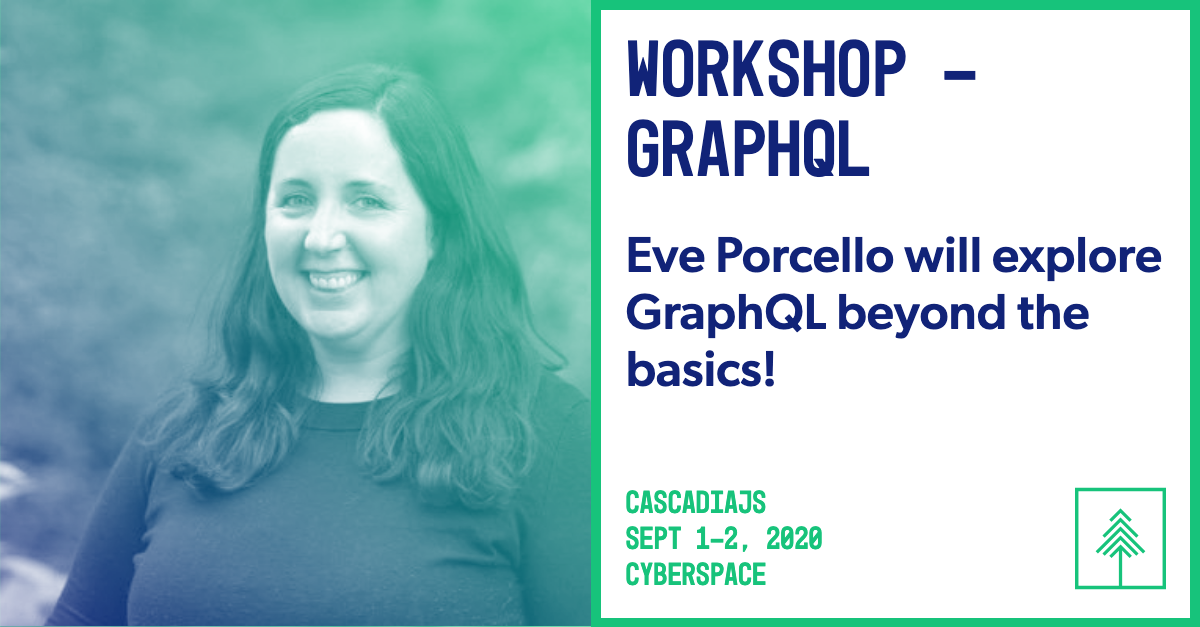 WORKSHOP –
GRAPHQL
Eve Porcello will explore
GraphQL beyond the
basics!
CASCADIAJS
SEPT 1–2, 2020
CYBERSPACE